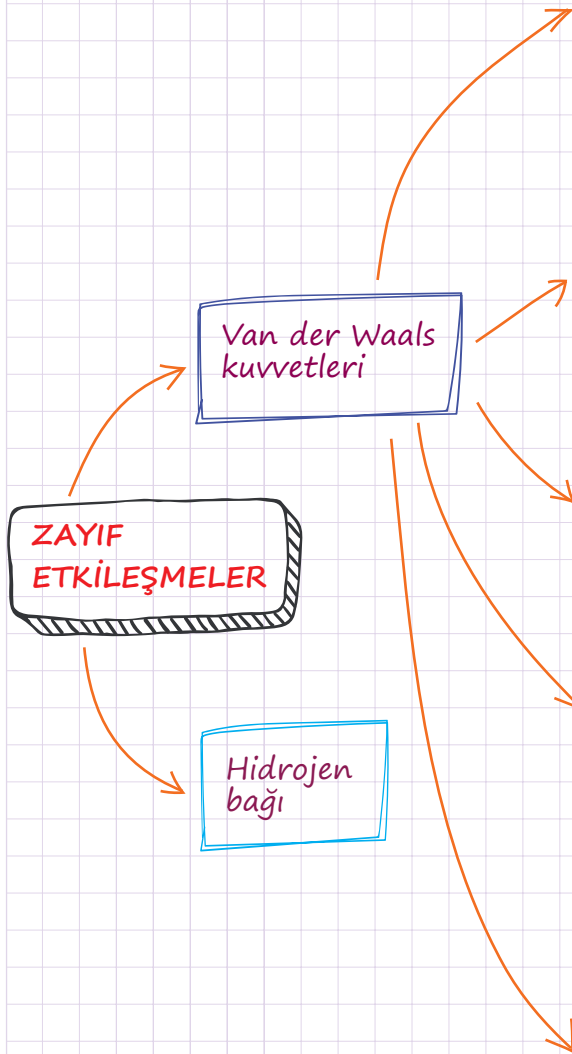 Van der Waals
kuvvetleri
ZAYIF
ETKİLEŞMELER
Hidrojen
bağı